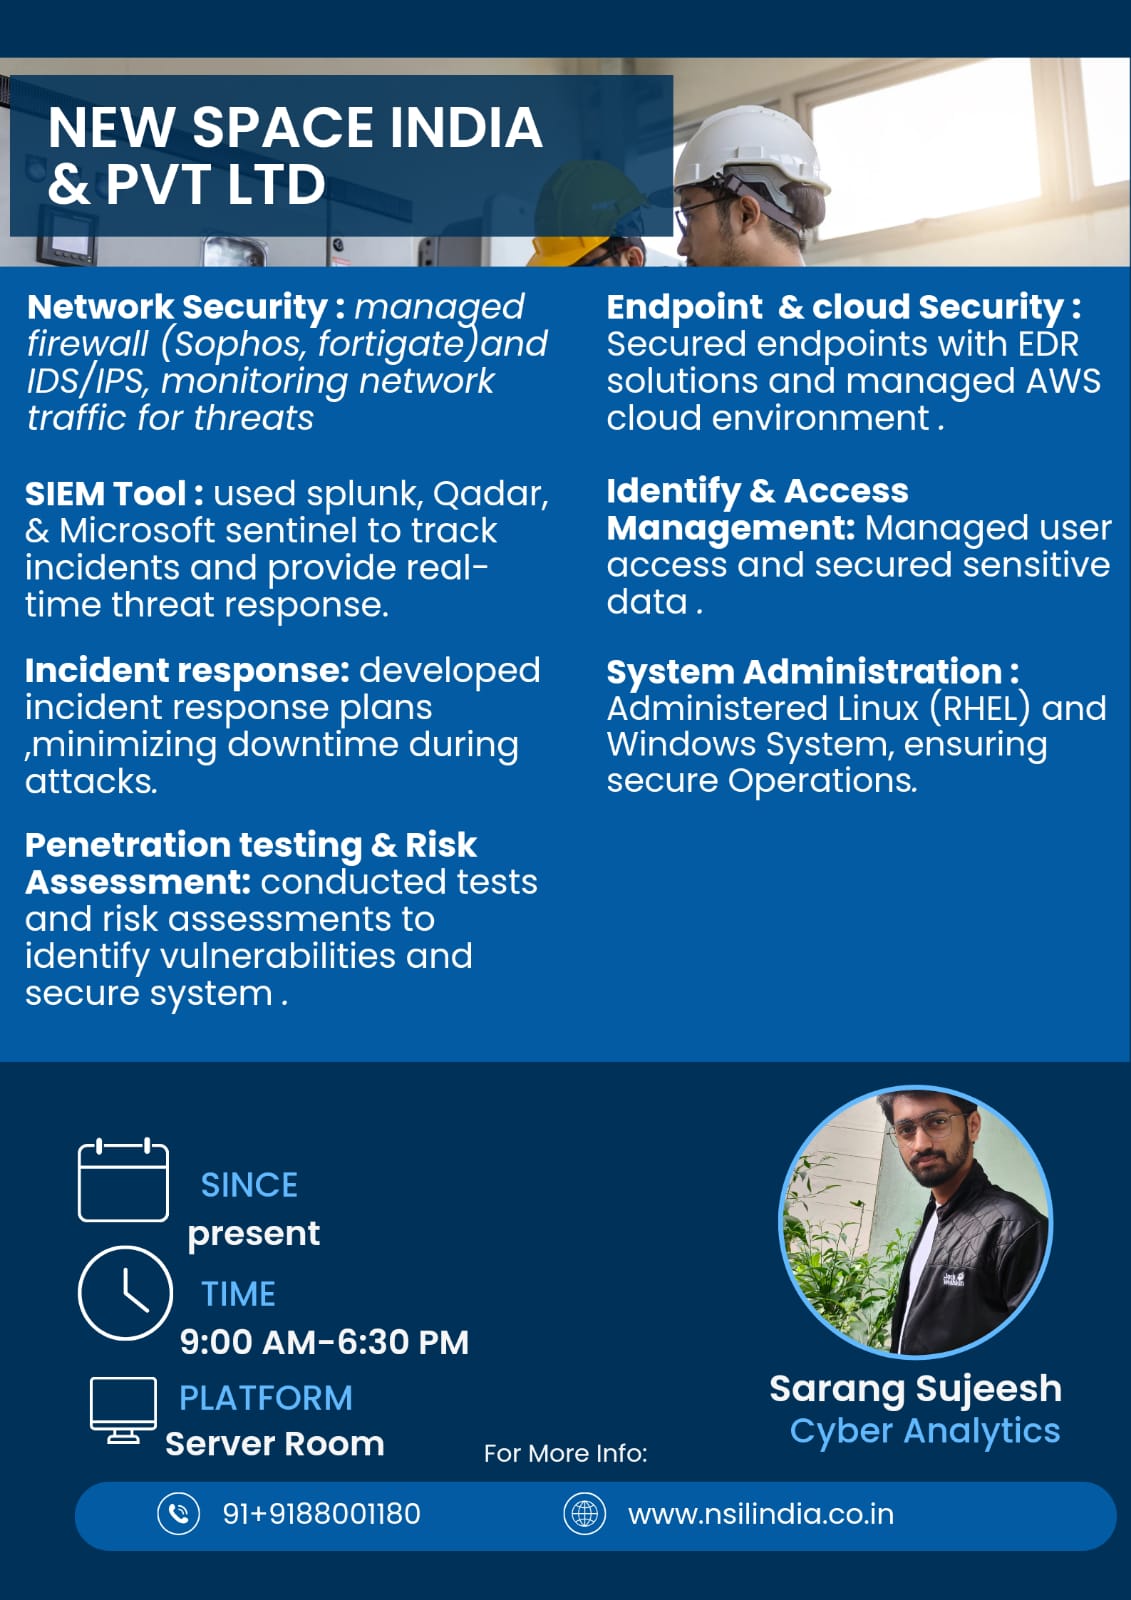 NEW SPACE INDIA
& PVT LTD
Network Security : managed
firewall (Sophos, fortigate)and
IDS/IPS, monitoring network
traffic for threats
SIEM Tool : used splunk, Qadar,
& Microsoft sentinel to track
incidents and provide real-
time threat response.
Incident response: developed
incident response plans
,minimizing downtime during
attacks.
Penetration testing & Risk
Assessment: conducted tests
and risk assessments to
identify vulnerabilities and
secure system .
Endpoint & cloud Security :
Secured endpoints with EDR
solutions and managed AWS
cloud environment .
Identify & Access
Management: Managed user
access and secured sensitive
data .
System Administration :
Administered Linux (RHEL) and
Windows System, ensuring
secure Operations.
SINCE
present
TIME
9:00 AM-6:30 PM
PLATFORM
Server Room
Jack
Wolfskin
Sarang Sujeesh
Cyber Analytics
For More Info:
91+9188001180
www.nsilindia.co.in